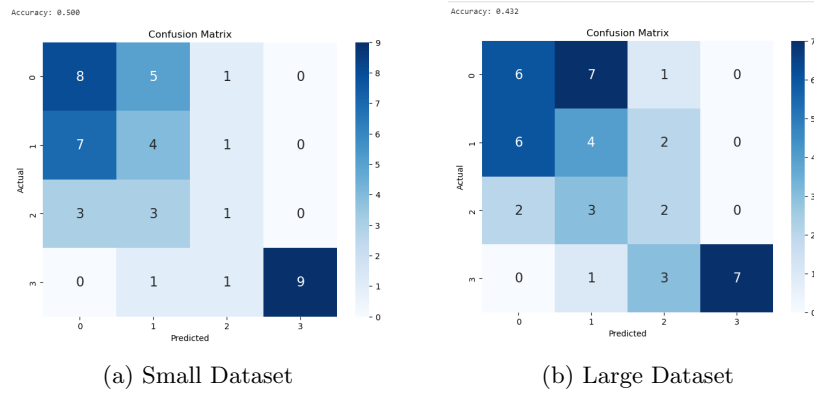 Accuracy: 0.500
Confusion Matrix
Actual
0
8 5 1 0
1
7 4 1 0
2
3 3 1 0
3
0 1 1 9
0 1 2 3
Predicted
9
8
7
6
5
4
3
2
1
0
(a) Small Dataset
Accuracy: 0.432
Confusion Matrix
Actual
0
6 7 1 0
1
6 4 2 0
2
2 3 2 0
3
0 1 3 7
0 1 2 3
Predicted
7
6
5
4
3
2
1
0
(b) Large Dataset